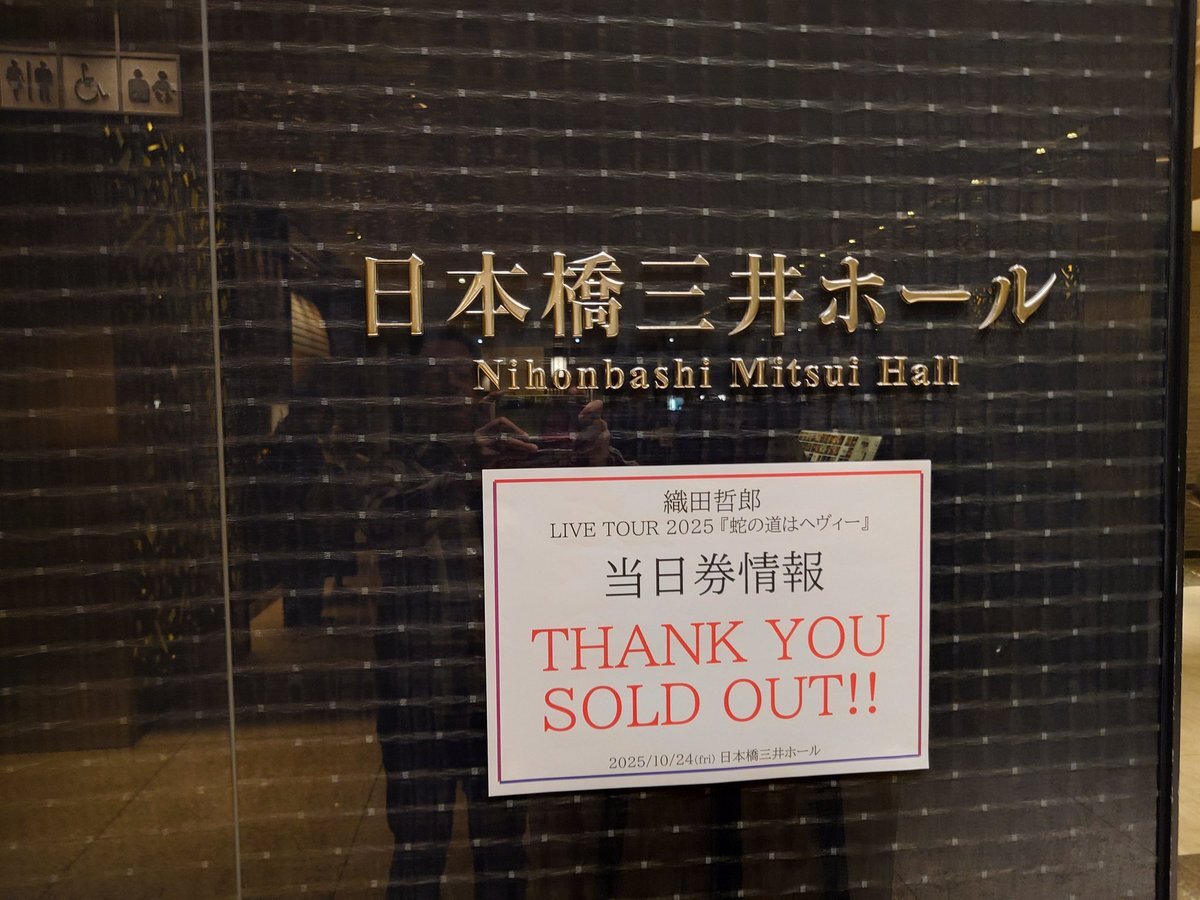 日本橋三井ホール
Nihonbashi Mitsui Hall
織田哲郎
LIVE TOUR 2025『蛇の道はヘヴィー』
当日券情報
THANK YOU
SOLD OUT!!
2025/10/24(fri) 日本橋三井ホール